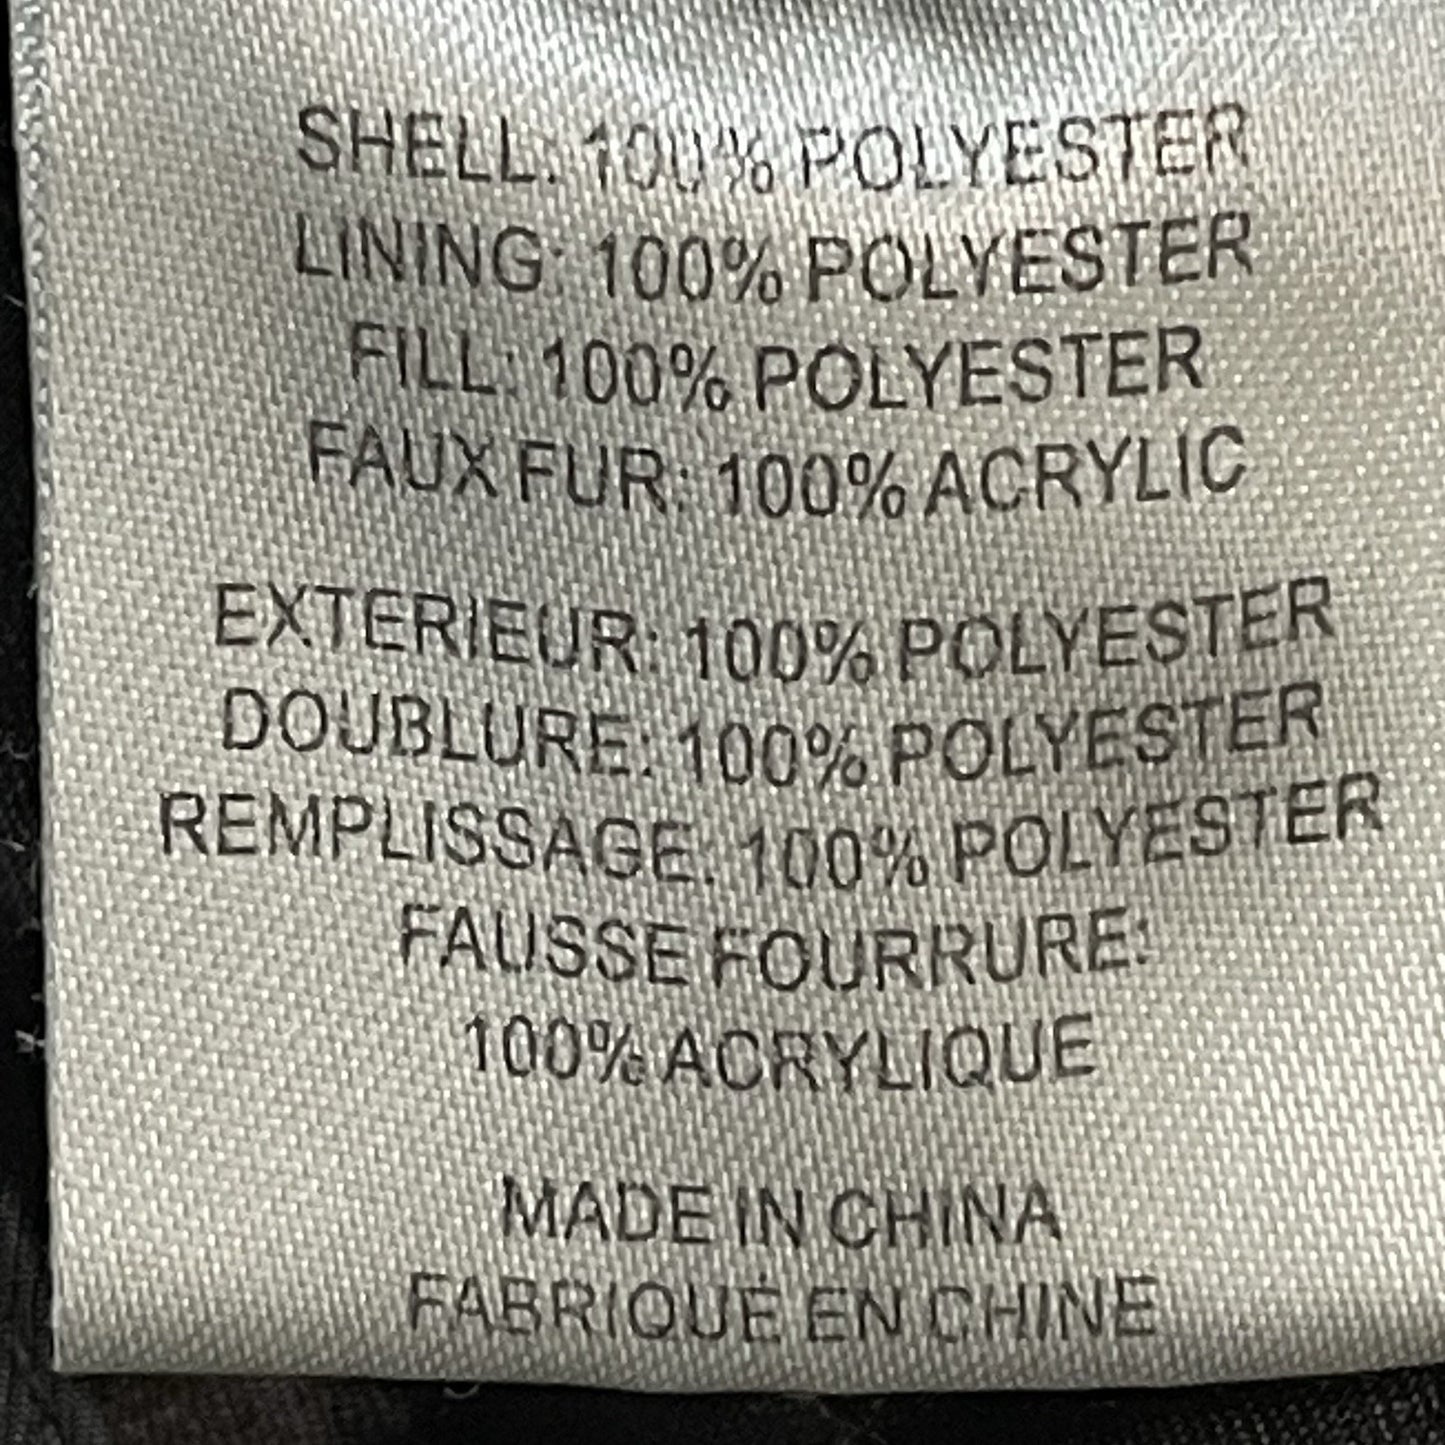 SHELL: 100% POLYESTER
LINING: 100% POLYESTER
FILL: 100% POLYESTER
FAUX FUR: 100% ACRYLIC
EXTERIEUR: 100% POLYESTER
DOUBLURE: 100% POLYESTER
REMPLISSAGE: 100% POLYESTER
FAUSSE FOURRURE:
100% ACRYLIQUE
MADE IN CHINA
FABRIQUÉ EN CHINE